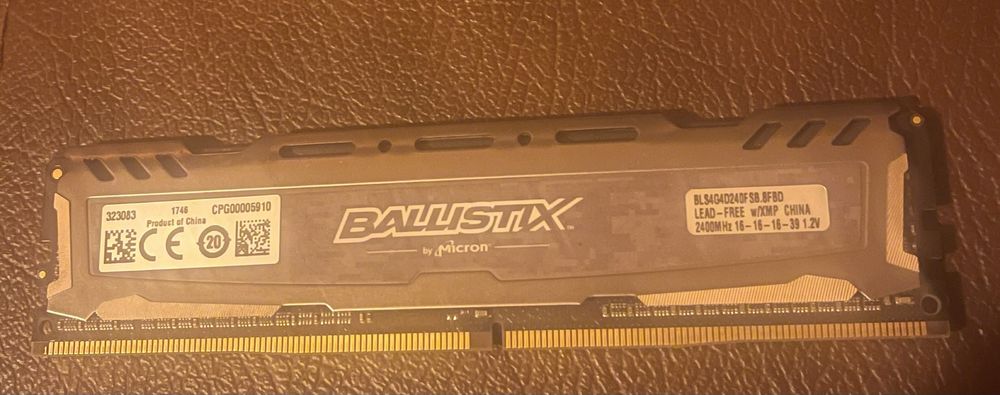 323083 1746 CPG00005910
Product of China
CE 20
BALLISTIX™
by Micron
BLS4G4D240FSB.8FBD
LEAD-FREE w/XMP CHINA
2400MHz 16-16-16-39 1.2V